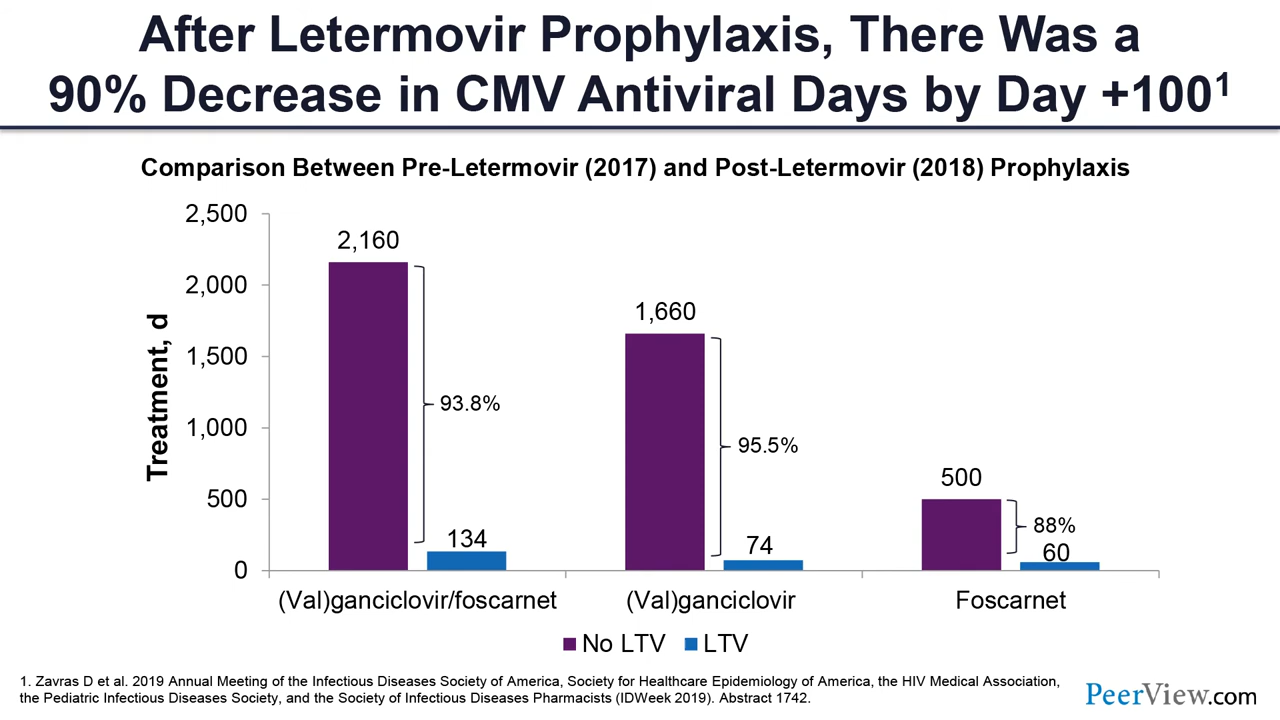 After Letermovir Prophylaxis, There Was a
90% Decrease in CMV Antiviral Days by Day +100¹
Comparison Between Pre-Letermovir (2017) and Post-Letermovir (2018) Prophylaxis
Treatment, d
2,500
2,000
1,500
1,000
500
0
2,160
93.8%
134
1,660
95.5%
74
500
88%
60
(Val)ganciclovir/foscarnet
(Val)ganciclovir
Foscarnet
No LTV
LTV
1. Zavras D et al. 2019 Annual Meeting of the Infectious Diseases Society of America, Society for Healthcare Epidemiology of America, the HIV Medical Association,
the Pediatric Infectious Diseases Society, and the Society of Infectious Diseases Pharmacists (IDWeek 2019). Abstract 1742.
PeerView.com